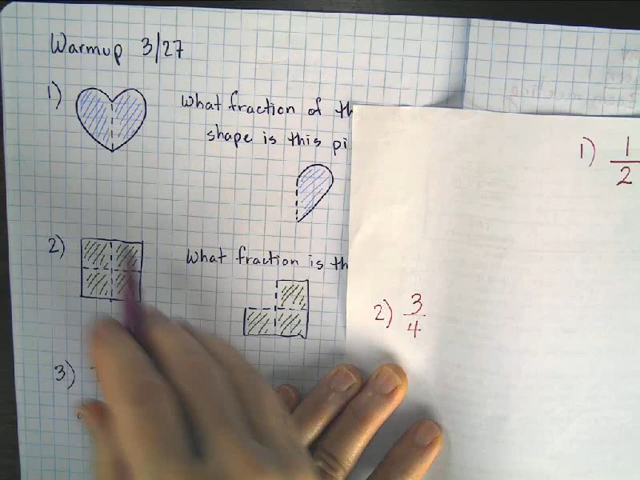 Warmup 3/27
1)
What fraction of th
shape is this pi
2)
What fraction is th
3)
1) 1/2
2) 3/4